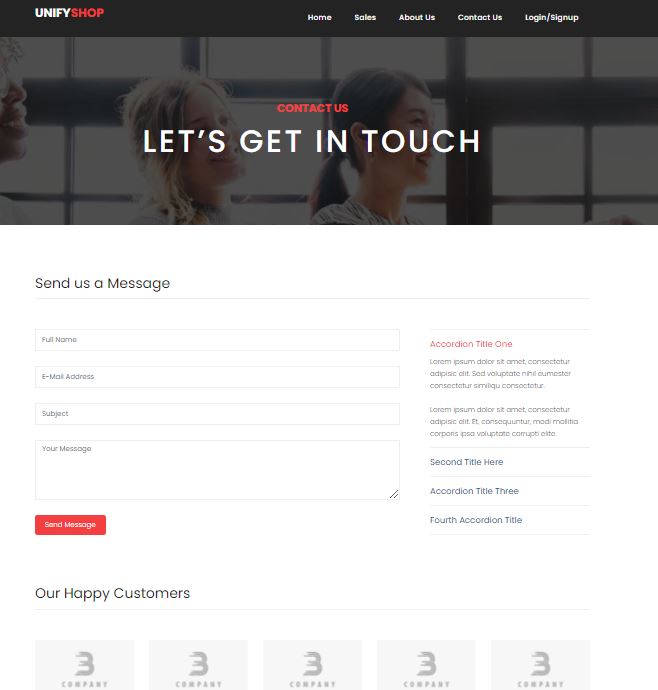 UNIFYSHOP
Home Sales About Us Contact Us Login/Signup
CONTACT US
LET'S GET IN TOUCH
Send us a Message
Full Name
E-Mail Address
Subject
Your Message
Send Message
Accordion Title One
Lorem ipsum dolor sit amet, consectetur
adipisic elit. Sed voluptate nihil eumester
consectetur similiqu consectetur.
Lorem ipsum dolor sit amet, consectetur
adipisic elit. Et, consequuntur, modi mollitia
corporis ipsa voluptate corrupti elite.
Second Title Here
Accordion Title Three
Fourth Accordion Title
Our Happy Customers
COMPANY COMPANY COMPANY COMPANY COMPANY